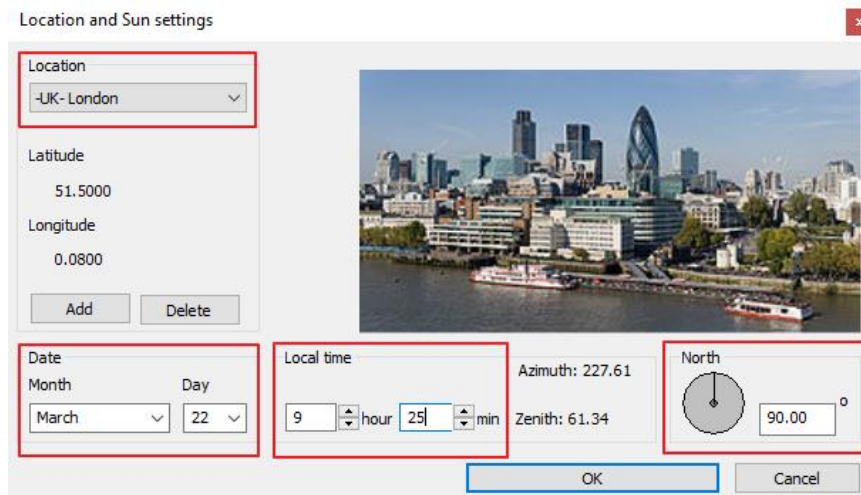 Location and Sun settings
Location
-UK- London
Latitude
51.5000
Longitude
0.0800
Add Delete
Date
Month Day
March 22
Local time
9 hour 25 min
Azimuth: 227.61
Zenith: 61.34
North
90.00 o
OK Cancel